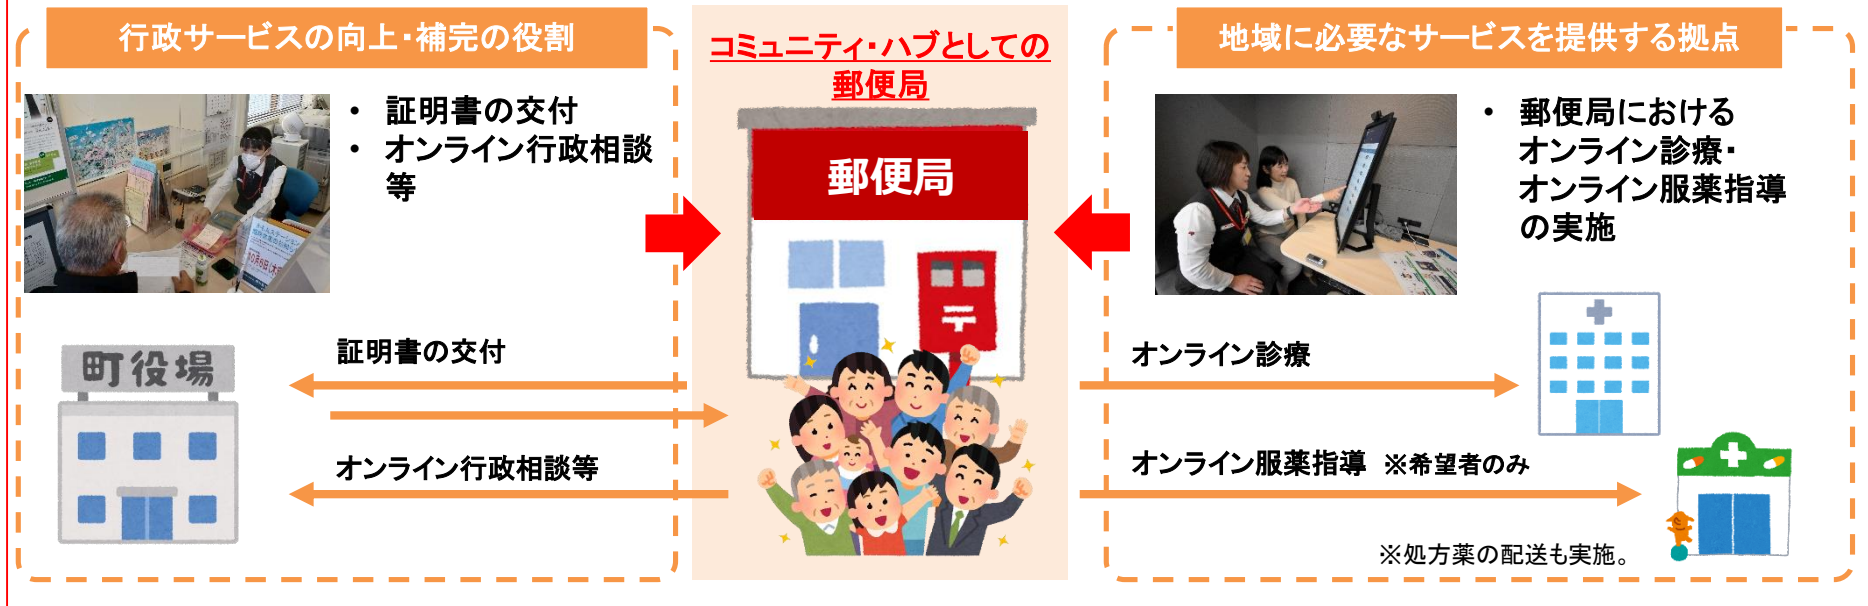 行政サービスの向上・補完の役割
・ 証明書の交付
・ オンライン行政相談
等
町役場
証明書の交付
オンライン行政相談等
コミュニティ・ハブとしての
郵便局
郵便局
地域に必要なサービスを提供する拠点
・ 郵便局における
オンライン診療・
オンライン服薬指導
の実施
オンライン診療
オンライン服薬指導 ※希望者のみ
※処方薬の配送も実施。